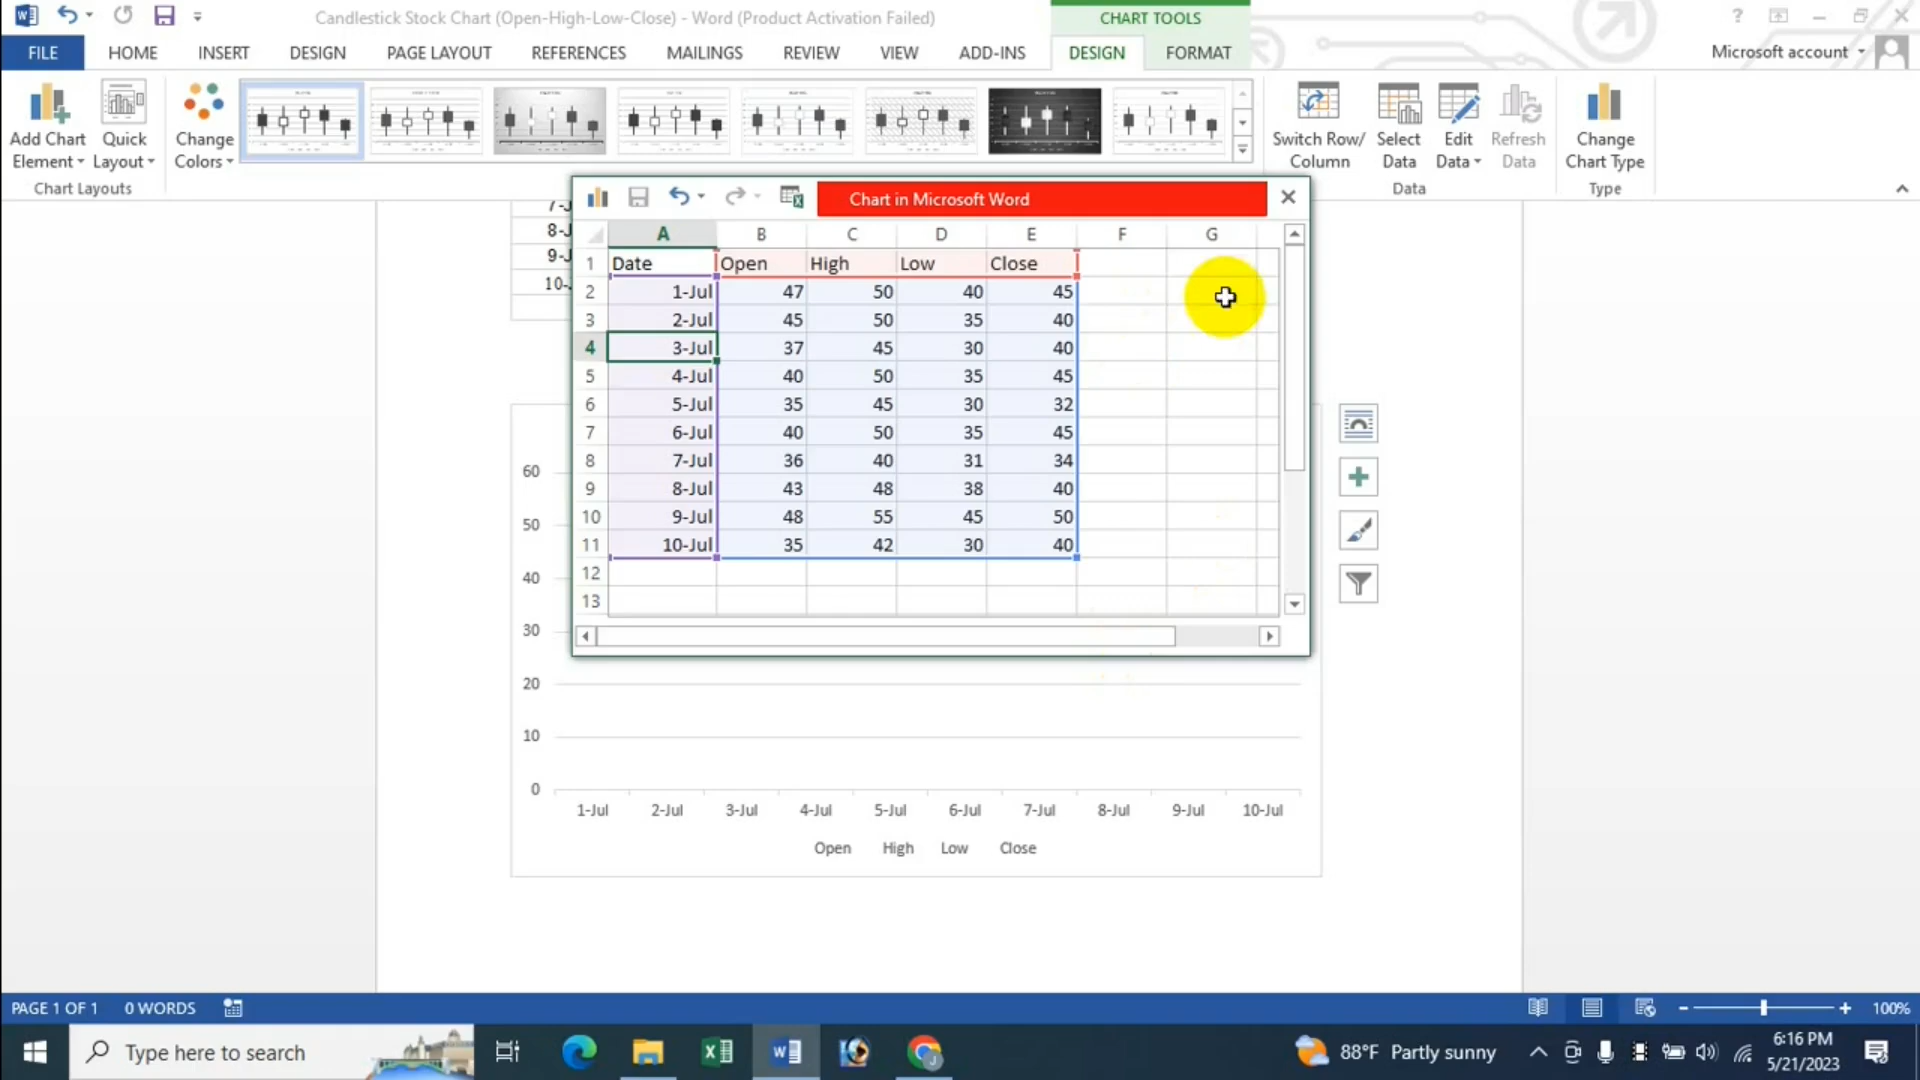 Candlestick Stock Chart (Open-High-Low-Close) - Word (Product Activation Failed)
CHART TOOLS
?
FILE
HOME
INSERT
DESIGN
PAGE LAYOUT
REFERENCES
MAILINGS
REVIEW
VIEW
ADD-INS
DESIGN
FORMAT
Microsoft account
Add Chart
Element
Quick
Layout
Change
Colors
Switch Row/
Column
Select
Data
Edit
Data
Refresh
Data
Change
Chart Type
Chart Layouts
Data
Type
Chart in Microsoft Word
A B C D E F G
1 Date Open High Low Close
2 1-Jul 47 50 40 45
3 2-Jul 45 50 35 40
4 3-Jul 37 45 30 40
5 4-Jul 40 50 35 45
6 5-Jul 35 45 30 32
7 6-Jul 40 50 35 45
8 7-Jul 36 40 31 34
9 8-Jul 43 48 38 40
10 9-Jul 48 55 45 50
11 10-Jul 35 42 30 40
12
13
7-J
8-J
9-J
10-
60
50
40
30
20
10
0
1-Jul 2-Jul 3-Jul 4-Jul 5-Jul 6-Jul 7-Jul 8-Jul 9-Jul 10-Jul
Open High Low Close
PAGE 1 OF 1 0 WORDS
100%
Type here to search
88°F Partly sunny
6:16 PM
5/21/2023